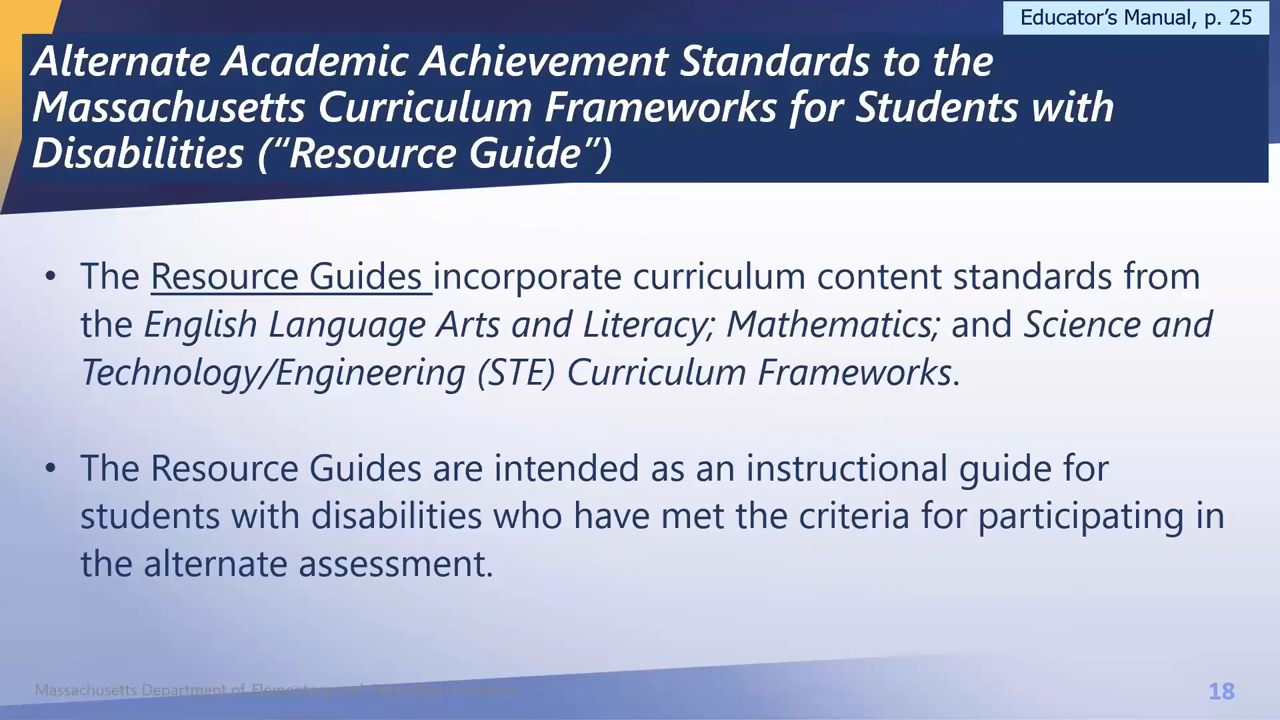 Educator’s Manual, p. 25
Alternate Academic Achievement Standards to the
Massachusetts Curriculum Frameworks for Students with
Disabilities (“Resource Guide”)
• The Resource Guides incorporate curriculum content standards from
the English Language Arts and Literacy; Mathematics; and Science and
Technology/Engineering (STE) Curriculum Frameworks.
• The Resource Guides are intended as an instructional guide for
students with disabilities who have met the criteria for participating in
the alternate assessment.
Massachusetts Department of
18